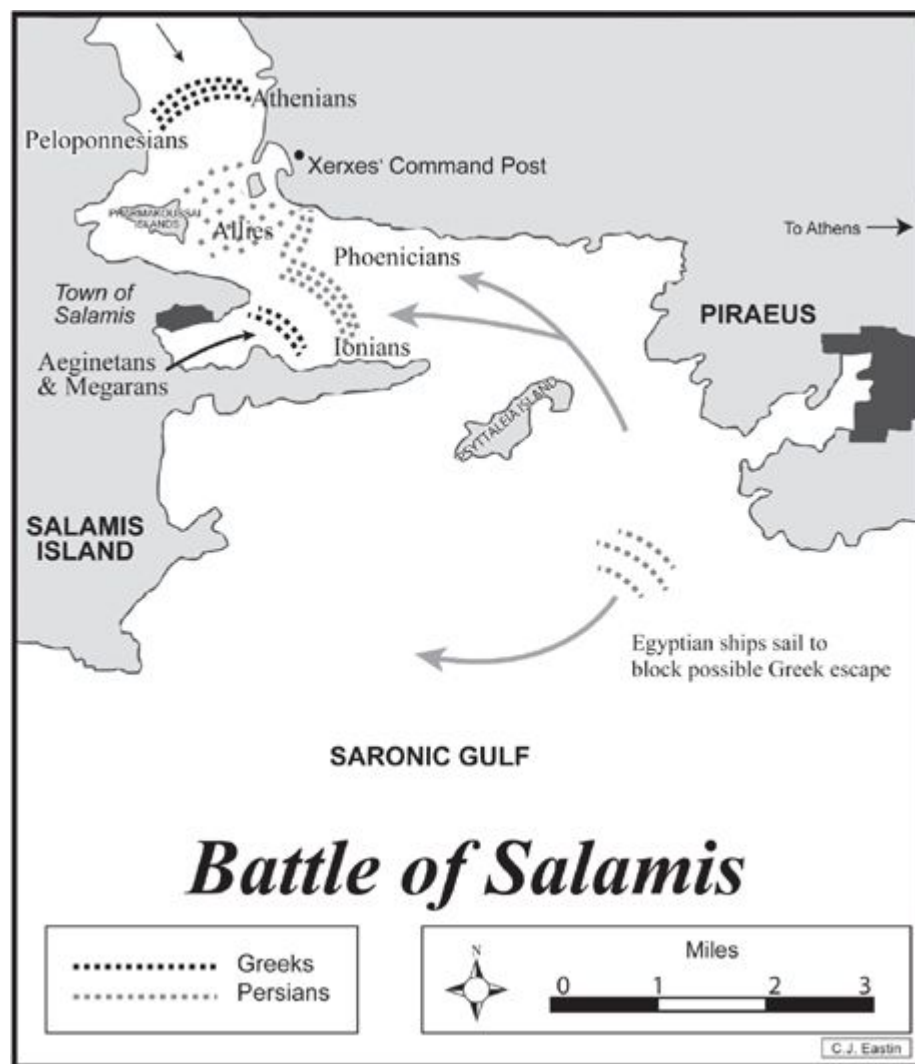 Athenians
Peloponnesians
Xerxes' Command Post
PHARMAKOUSSAI
ISLANDS
Allies
To Athens
Phoenicians
Town of
Salamis
PIRAEUS
Ionians
Aeginetans
& Megarans
PSYTTALEIA ISLAND
SALAMIS
ISLAND
Egyptian ships sail to
block possible Greek escape
SARONIC GULF
Battle of Salamis
Greeks
Persians
N
Miles
0 1 2 3
C.J. Eastin